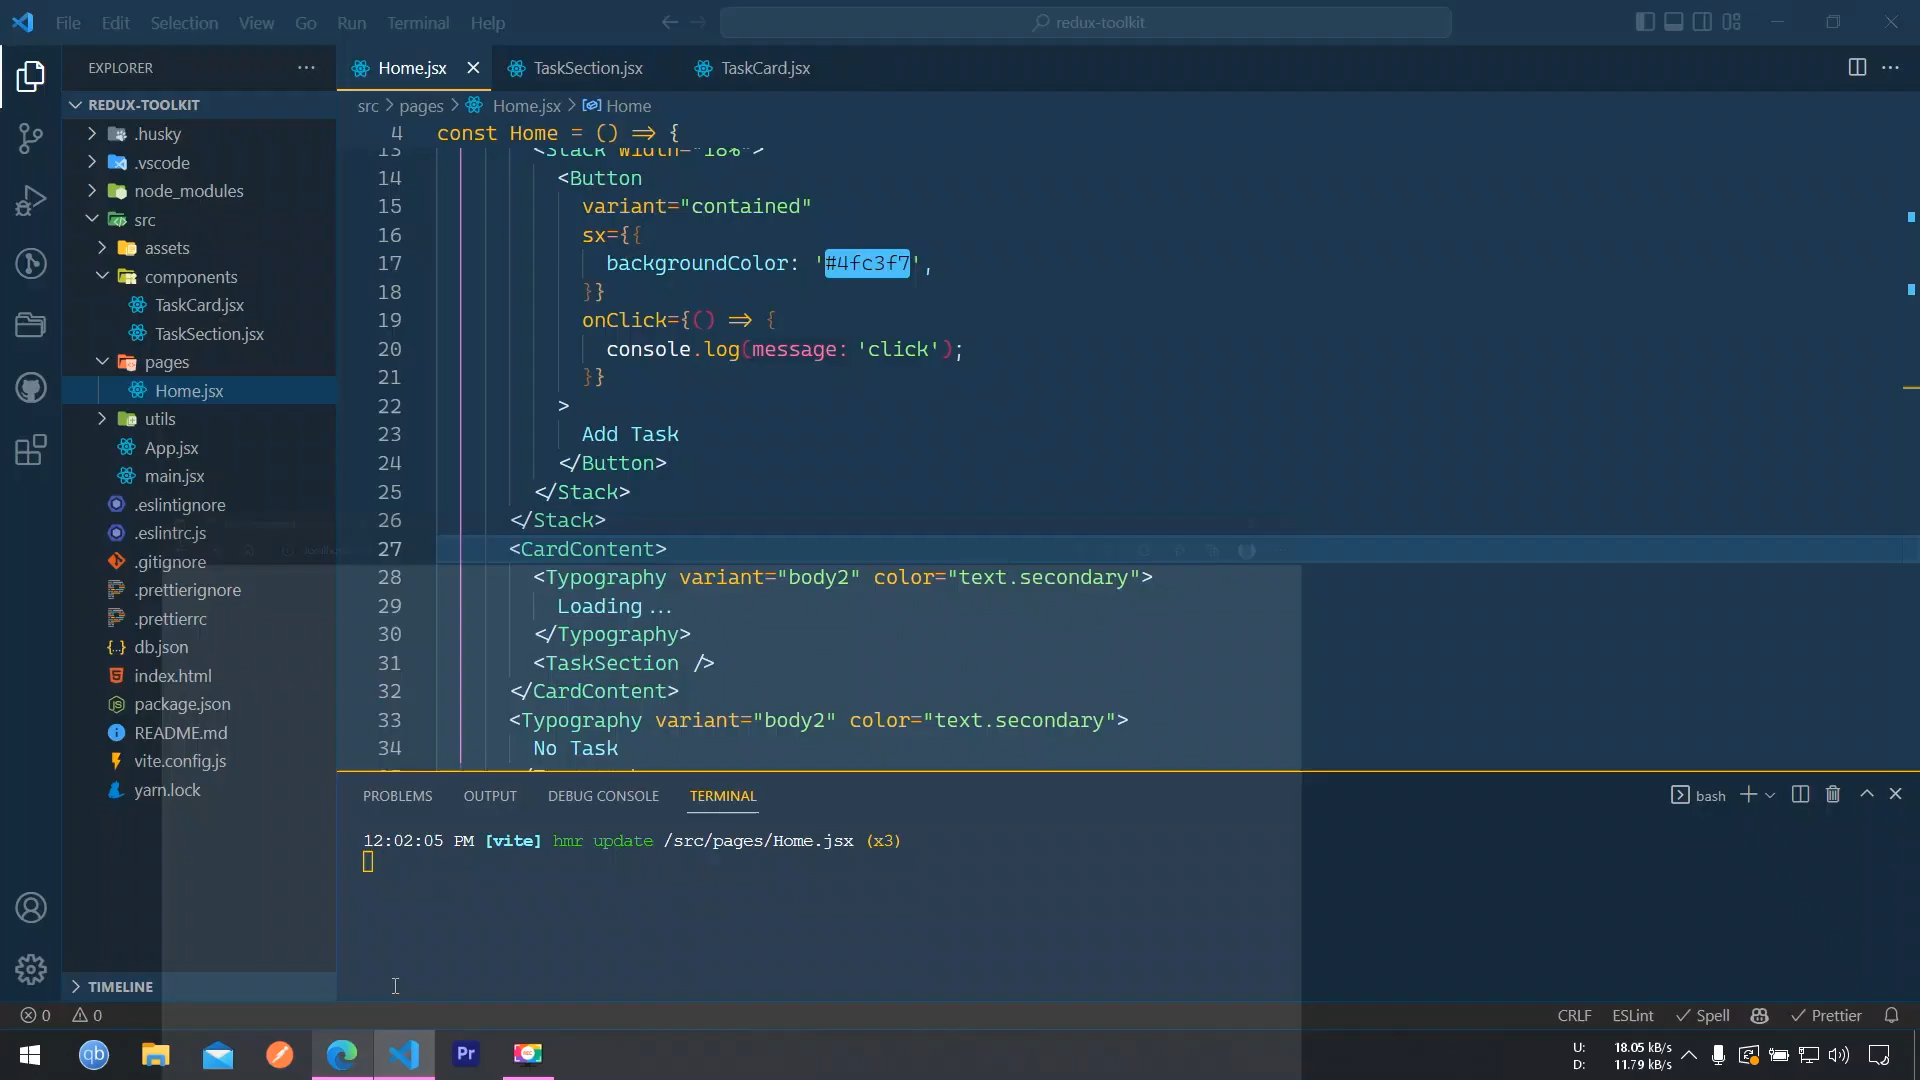 File Edit Selection View Go Run Terminal Help
redux-toolkit
EXPLORER
REDUX-TOOLKIT
.husky
.vscode
node_modules
src
assets
components
TaskCard.jsx
TaskSection.jsx
pages
Home.jsx
utils
App.jsx
main.jsx
.eslintignore
.eslintrc.js
.gitignore
.prettierignore
.prettierrc
db.json
index.html
package.json
README.md
vite.config.js
yarn.lock
TIMELINE
Home.jsx TaskSection.jsx TaskCard.jsx
src > pages > Home.jsx > Home
4 const Home = () => {
13 <Stack width="18%">
14 <Button
15 variant="contained"
16 sx={{
17 backgroundColor: '#4fc3f7',
18 }}
19 onClick={() => {
20 console.log(message: 'click');
21 }}
22 >
23 Add Task
24 </Button>
25 </Stack>
26 </Stack>
27 <CardContent>
28 <Typography variant="body2" color="text.secondary">
29 Loading...
30 </Typography>
31 <TaskSection />
32 </CardContent>
33 <Typography variant="body2" color="text.secondary">
34 No Task
PROBLEMS OUTPUT DEBUG CONSOLE TERMINAL
bash
12:02:05 PM [vite] hmr update /src/pages/Home.jsx (x3)
0 0
CRLF ESLint Spell Prettier
qb
Pr
U: 18.05 kB/s
D: 11.79 kB/s